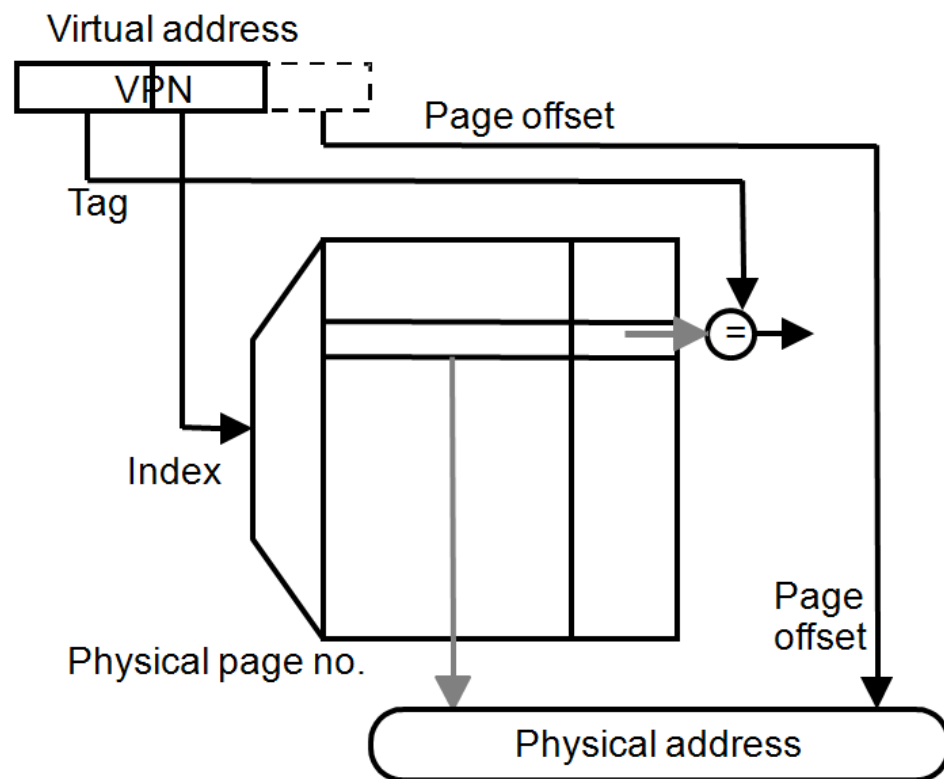 Virtual address
VPN
Page offset
Tag
=
Index
Page
offset
Physical page no.
Physical address